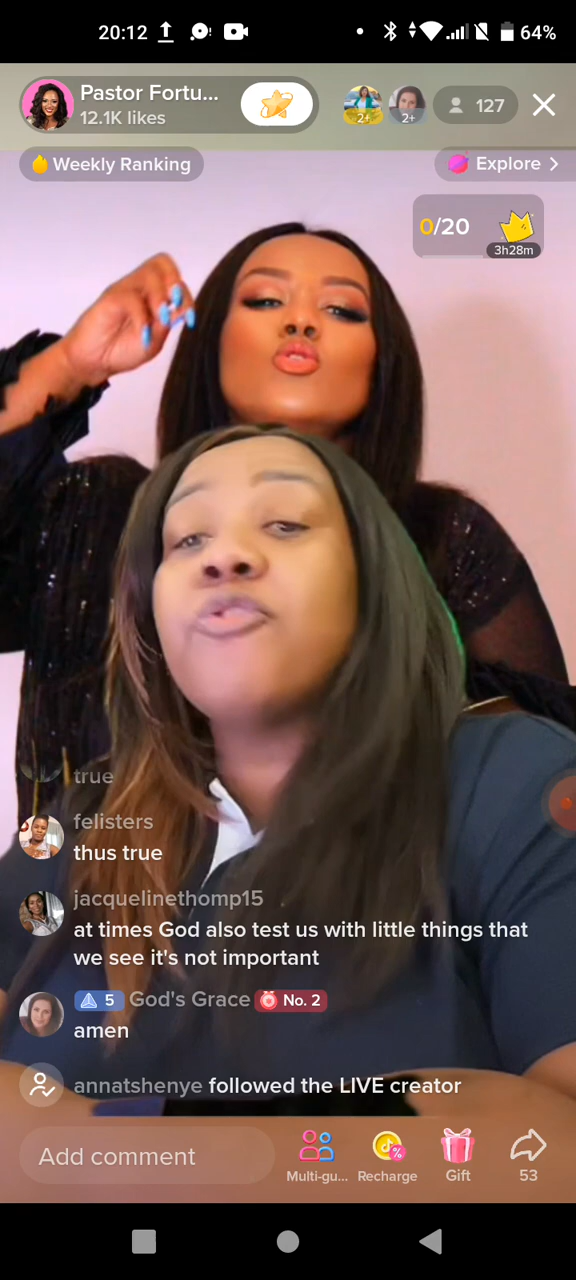 20:12
64%
Pastor Fortu...
12.1K likes
2+
2+
127
Weekly Ranking
Explore
0/20
3h28m
true
felisters
thus true
jacquelinethomp15
at times God also test us with little things that
we see it's not important
5 God's Grace No. 2
amen
annatshenye followed the LIVE creator
Add comment
Multi-gu...
Recharge
Gift
53